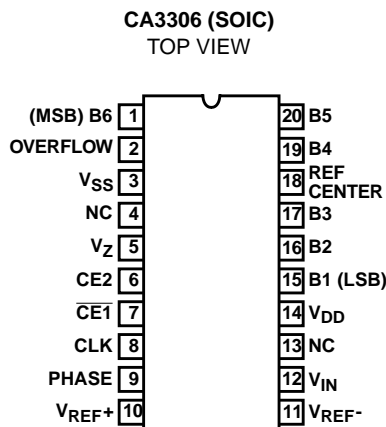 CA3306 (SOIC)
TOP VIEW
(MSB) B6 1
OVERFLOW 2
VSS 3
NC 4
VZ 5
CE2 6
CE1 7
CLK 8
PHASE 9
VREF+ 10
20 B5
19 B4
18 REF CENTER
17 B3
16 B2
15 B1 (LSB)
14 VDD
13 NC
12 VIN
11 VREF-